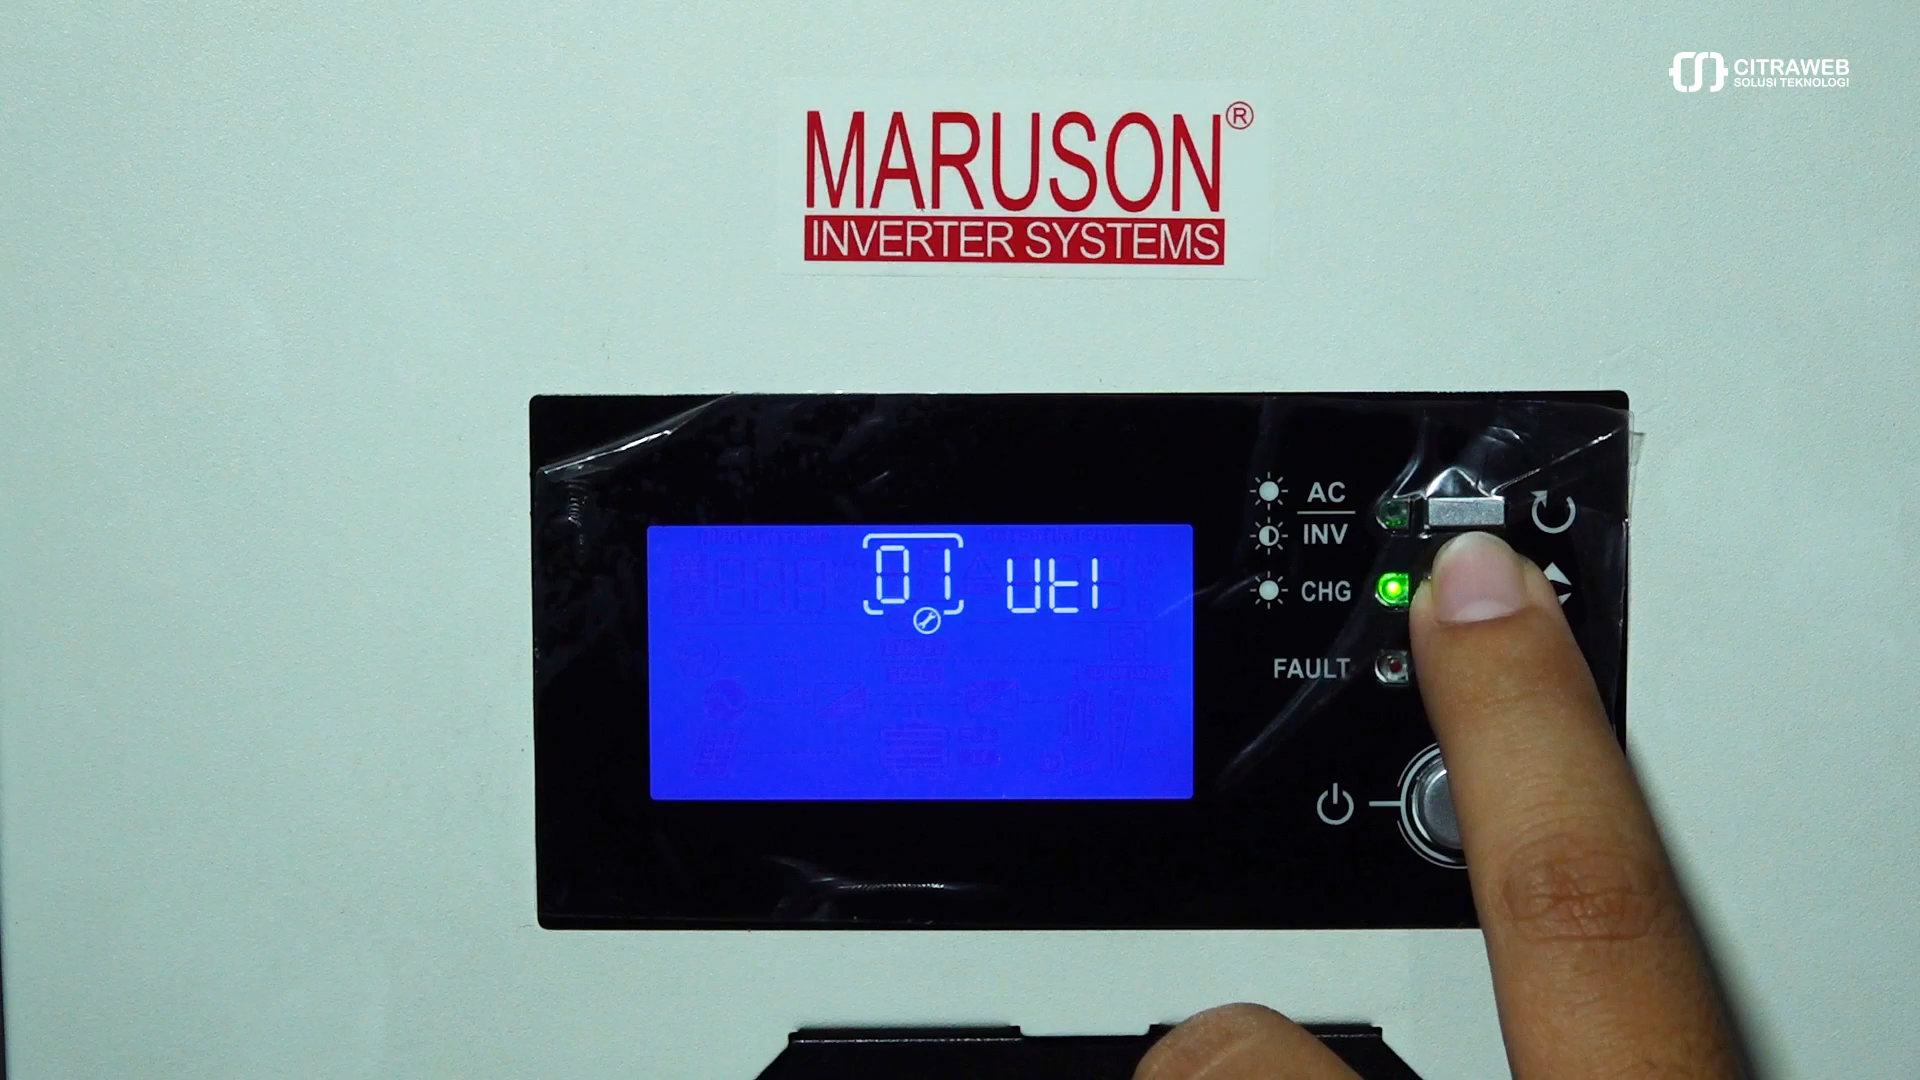 CITRAWEB
SOLUSI TEKNOLOGI
MARUSON®
INVERTER SYSTEMS
AC
INV
01 UtI
CHG
FAULT